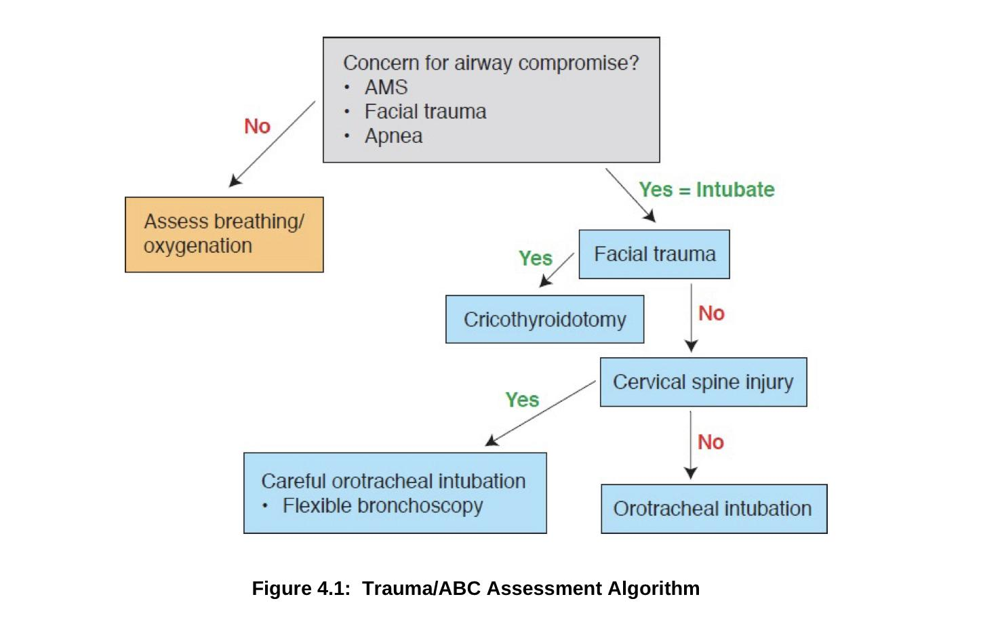 Concern for airway compromise?
• AMS
• Facial trauma
• Apnea
No
Yes = Intubate
Assess breathing/
oxygenation
Facial trauma
Yes
Cricothyroidotomy
No
Cervical spine injury
Yes
No
Careful orotracheal intubation
• Flexible bronchoscopy
Orotracheal intubation
Figure 4.1: Trauma/ABC Assessment Algorithm